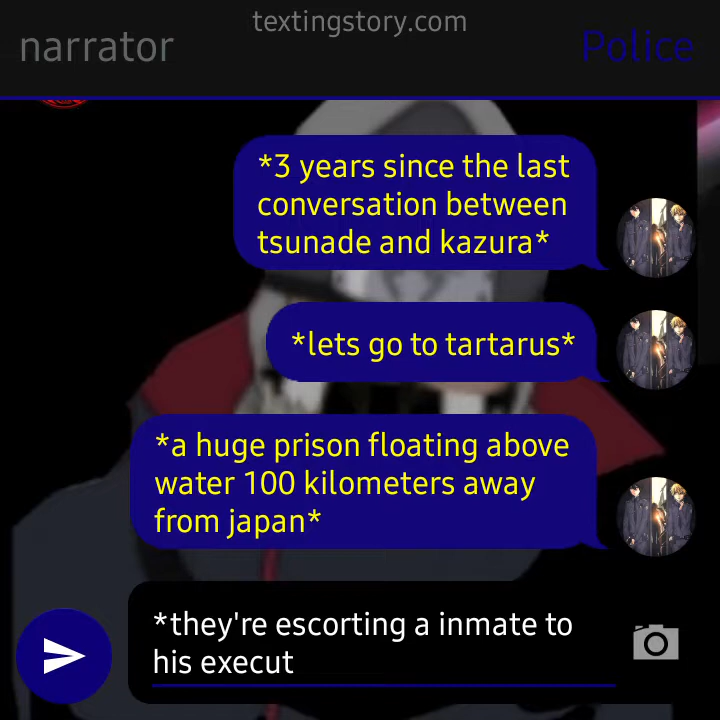 textingstory.com
narrator
Police
*3 years since the last
conversation between
tsunade and kazura*
*lets go to tartarus*
*a huge prison floating above
water 100 kilometers away
from japan*
*they're escorting a inmate to
his execut